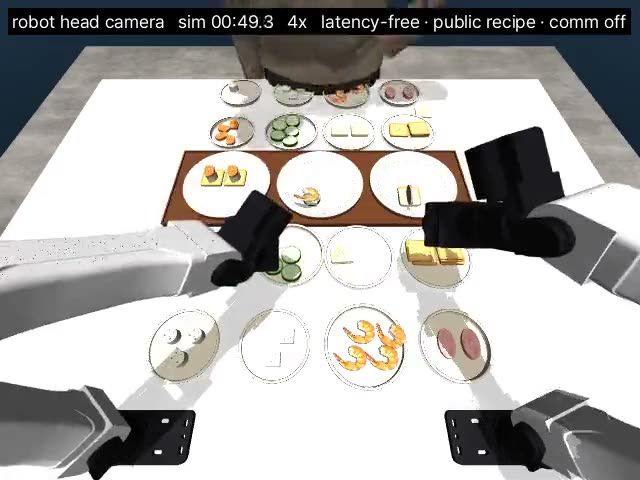 robot head camera sim 00:49.3 4x latency-free · public recipe · comm off